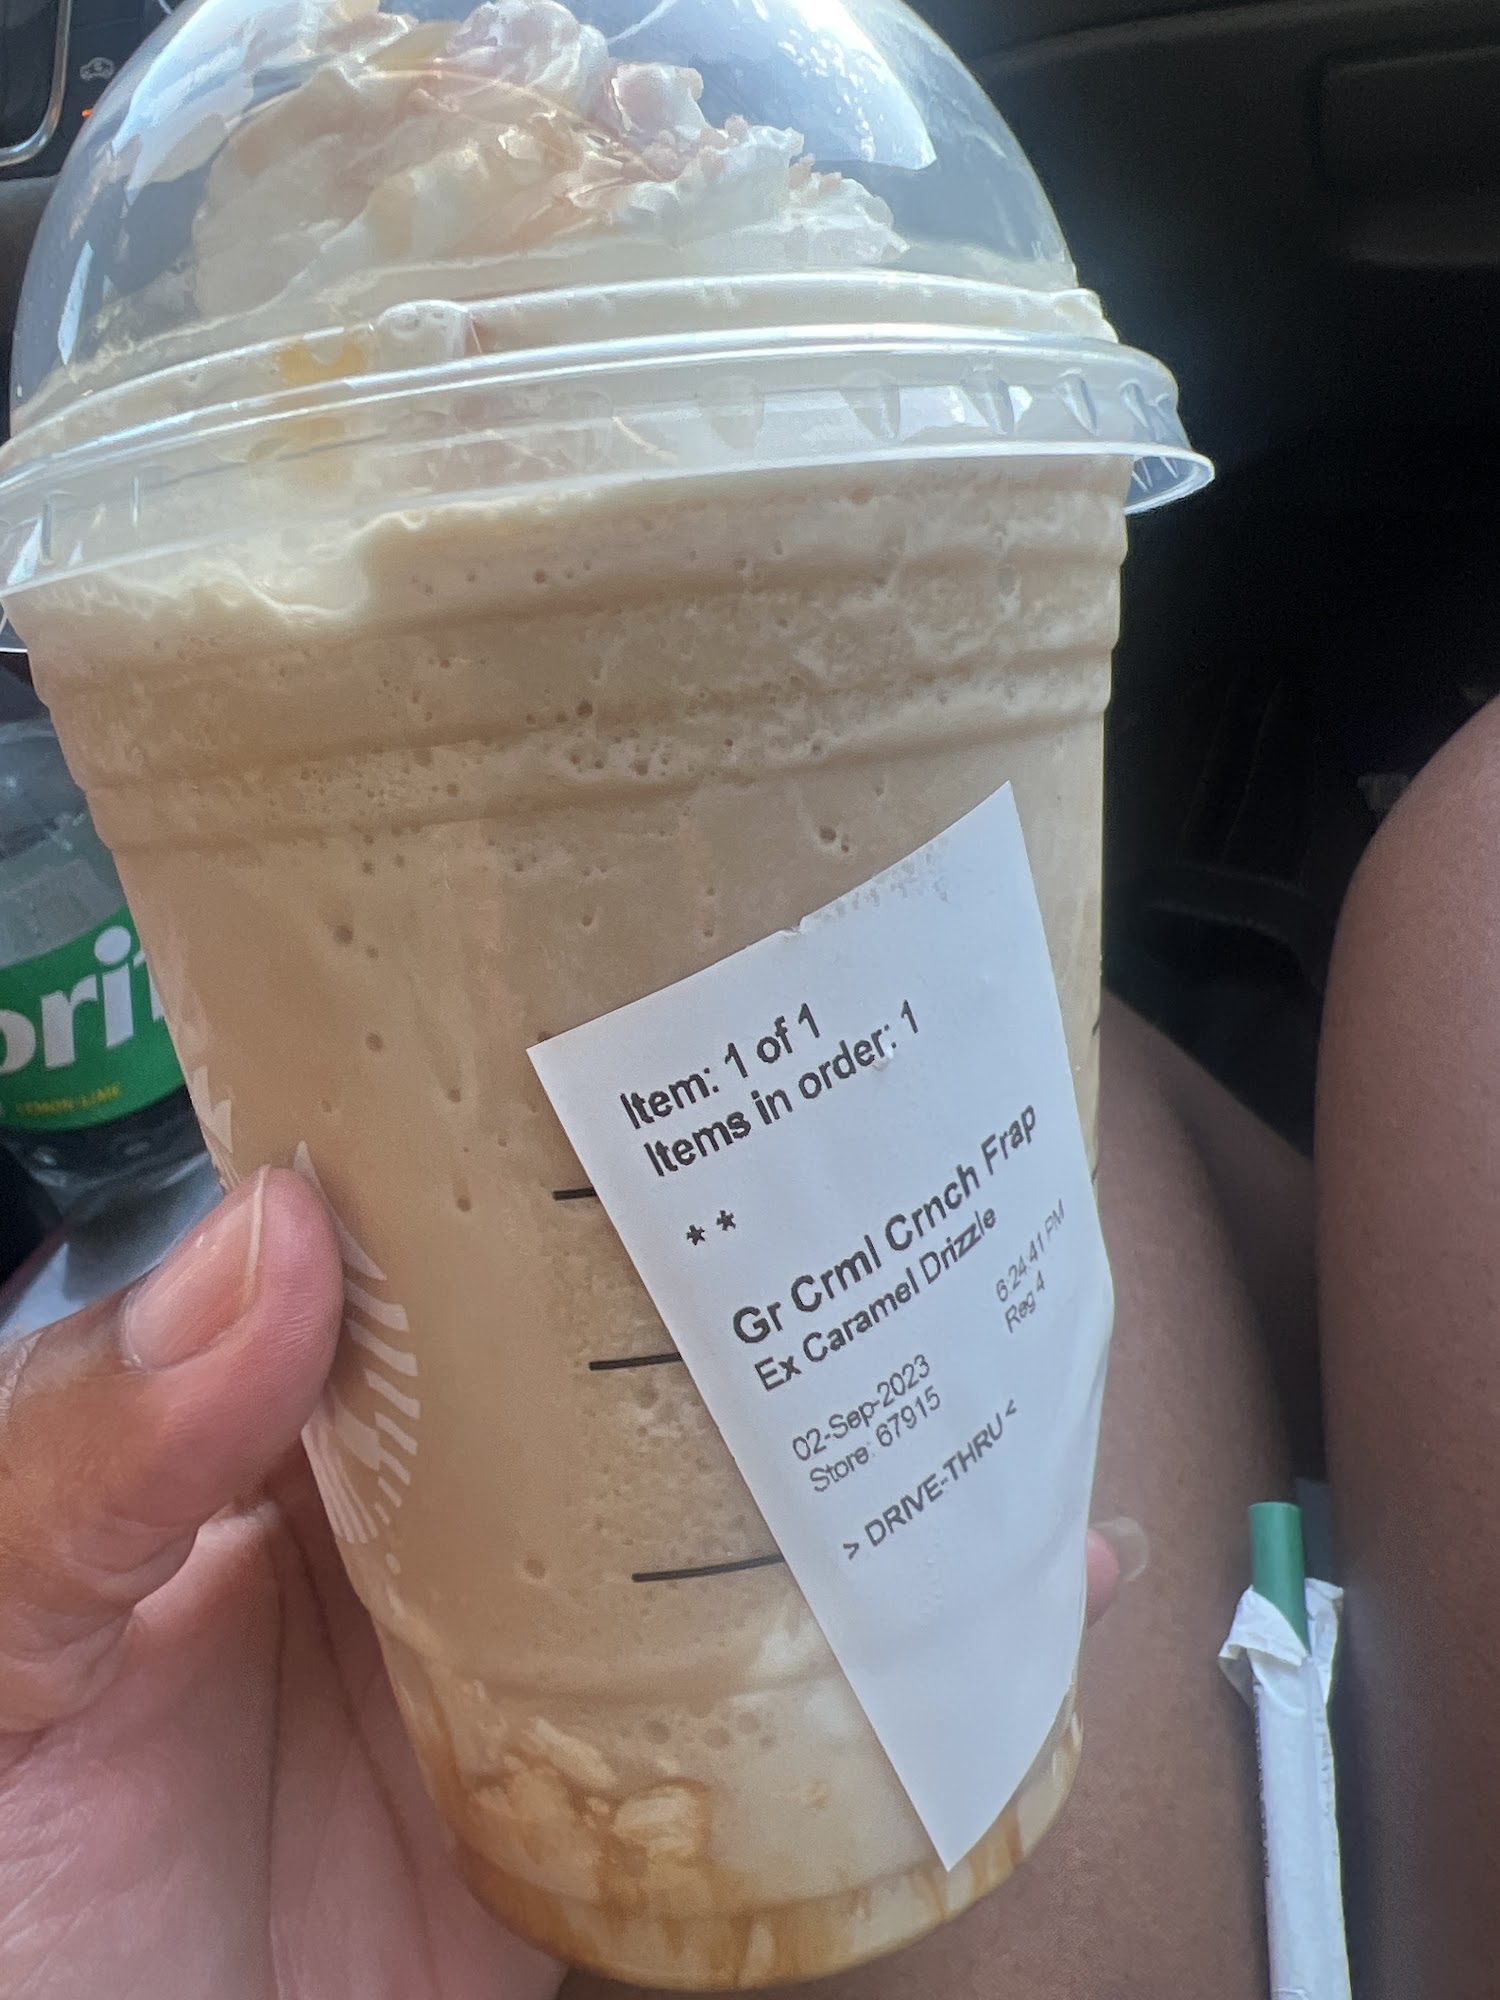 Item: 1 of 1
Items in order: 1
**
Gr Crml Crnch Frap
Ex Caramel Drizzle
6:24:41 PM
Reg 4
02-Sep-2023
Store: 67915
> DRIVE-THRU <
LEMON-LIME